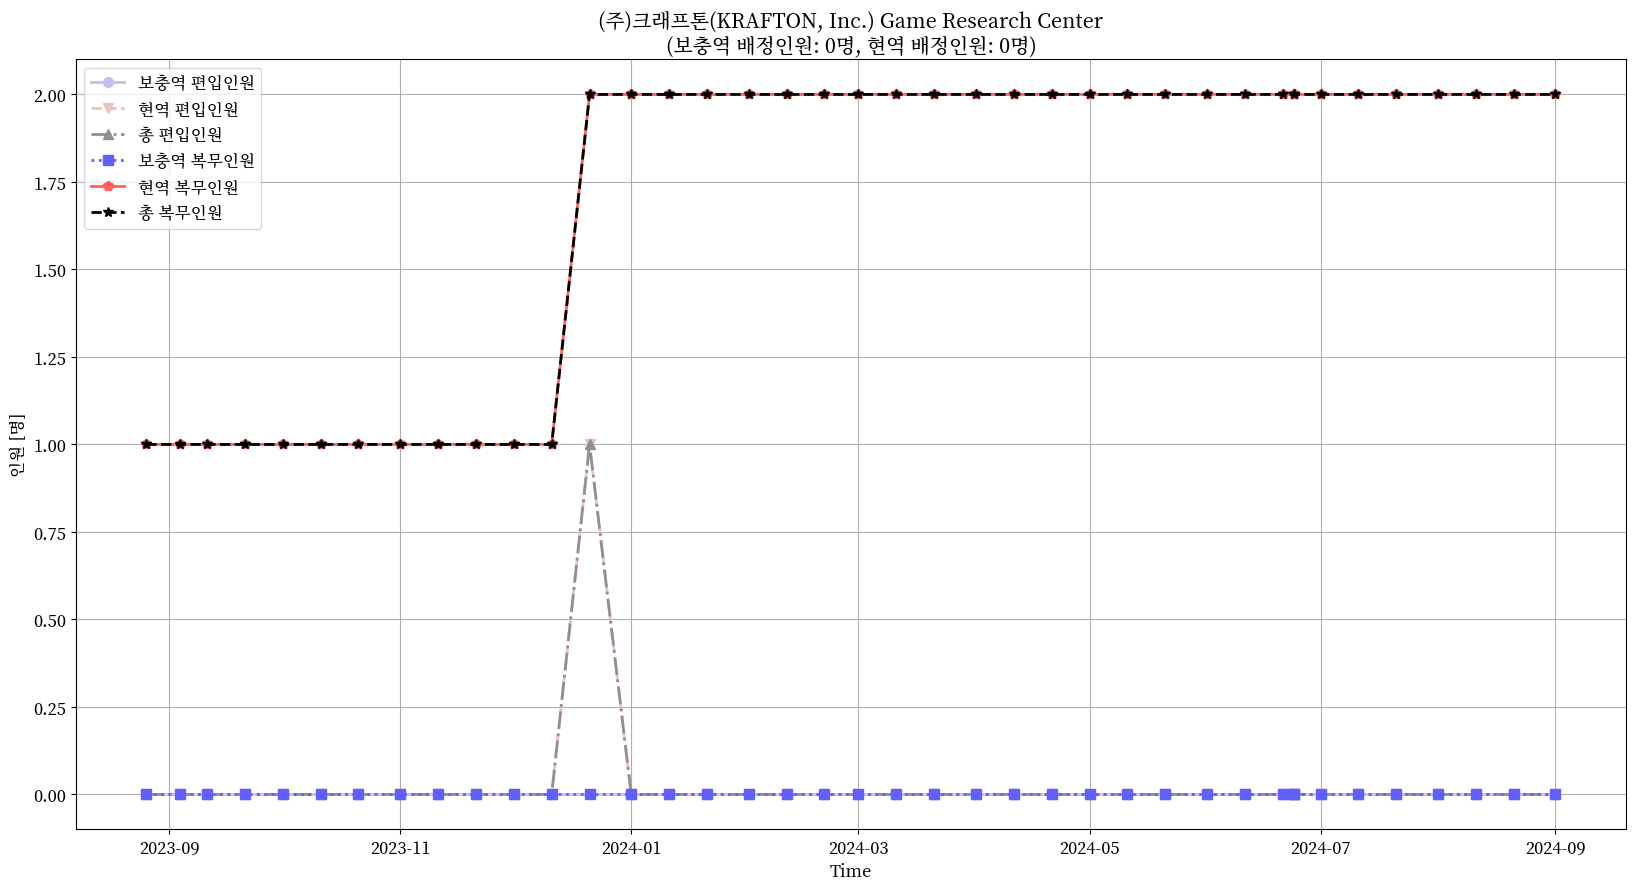 (주)크래프톤(KRAFTON, Inc.) Game Research Center
(보충역 배정인원: 0명, 현역 배정인원: 0명)
보충역 편입인원
현역 편입인원
총 편입인원
보충역 복무인원
현역 복무인원
총 복무인원
2.00
1.75
1.50
1.25
1.00
0.75
0.50
0.25
0.00
인원 [명]
2023-09 2023-11 2024-01 2024-03 2024-05 2024-07 2024-09
Time